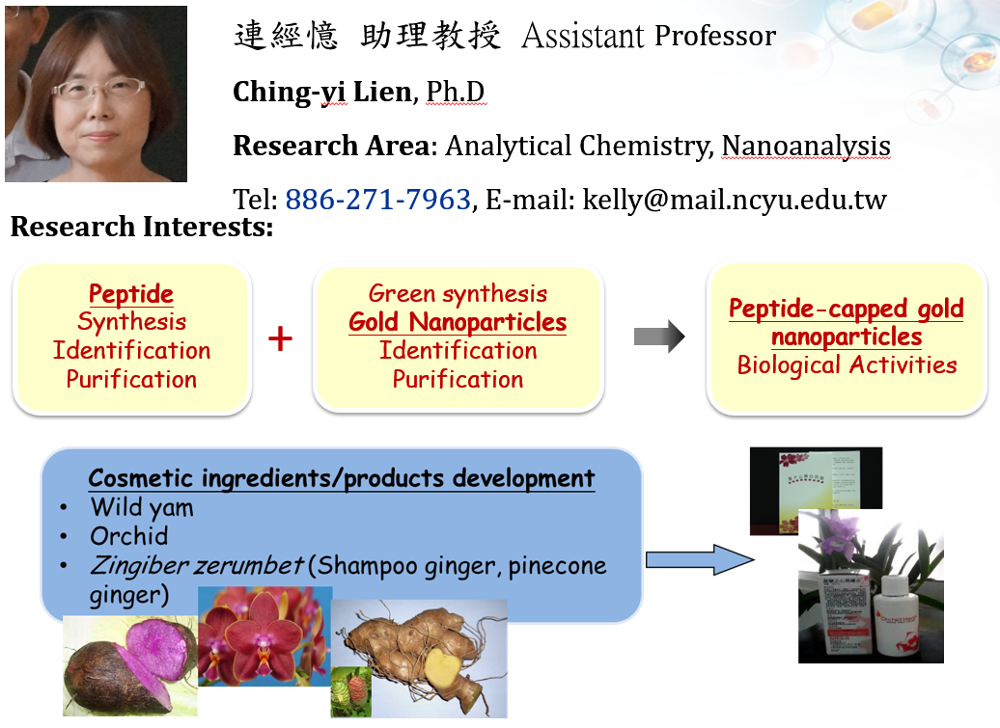 連經憶 助理教授 Assistant Professor
Ching-yi Lien, Ph.D
Research Area: Analytical Chemistry, Nanoanalysis
Tel: 886-271-7963, E-mail: kelly@mail.ncyu.edu.tw
Research Interests:
Peptide
Synthesis
Identification
Purification
+
Green synthesis
Gold Nanoparticles
Identification
Purification
Peptide-capped gold
nanoparticles
Biological Activities
Cosmetic ingredients/products development
• Wild yam
• Orchid
• Zingiber zerumbet (Shampoo ginger, pinecone
ginger)